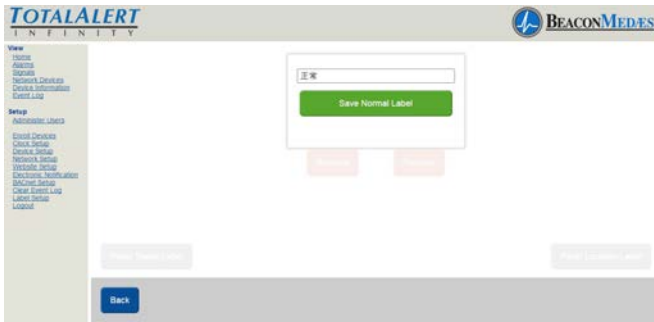 TOTALALERT
INFINITY
BEACONMEDÆS
View
Home
Alarms
Signals
Network Devices
Device Information
Event Log
Setup
Administer Users
Enroll Devices
Clock Setup
Device Setup
Network Setup
Website Setup
Electronic Notification
BACnet Setup
Clear Event Log
Label Setup
Logout
正常
Save Normal Label
Back